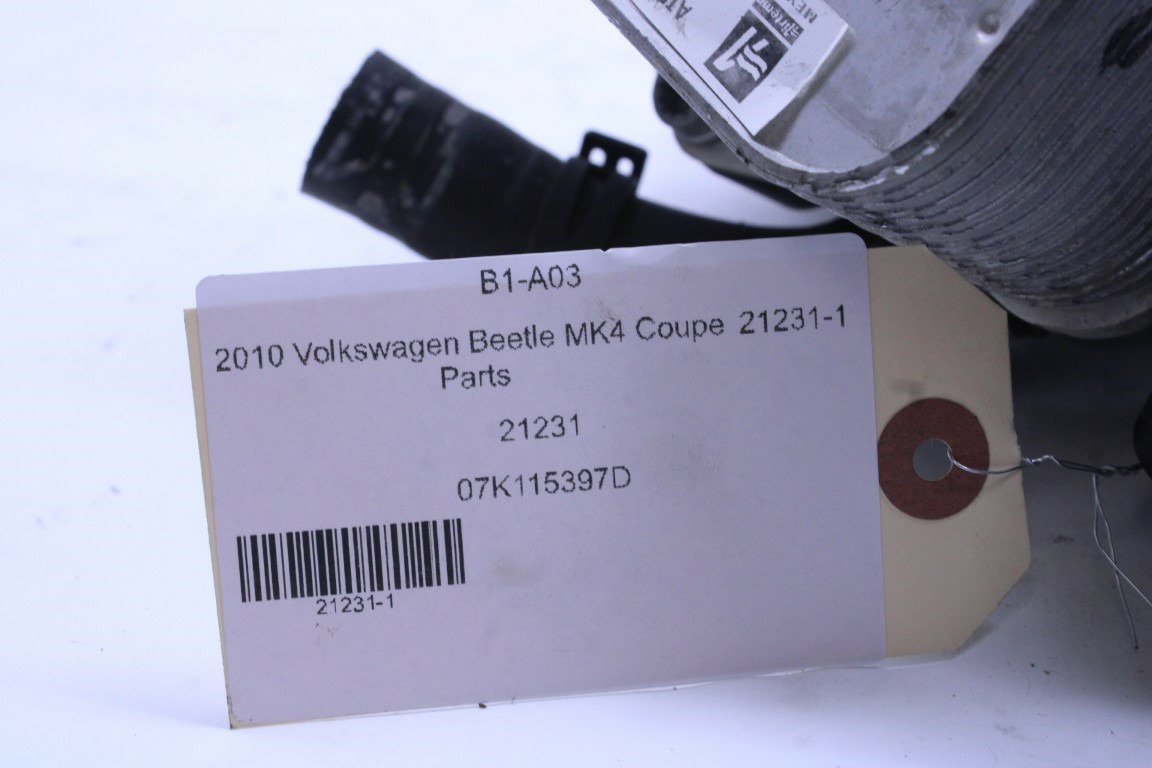 B1-A03
2010 Volkswagen Beetle MK4 Coupe 21231-1
Parts
21231
07K115397D
21231-1